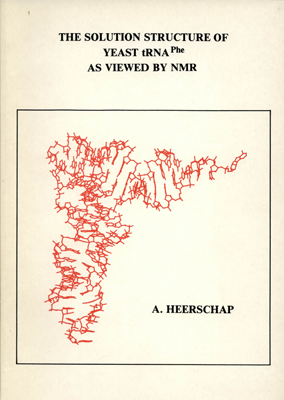 THE SOLUTION STRUCTURE OF
YEAST tRNA Phe
AS VIEWED BY NMR
A. HEERSCHAP